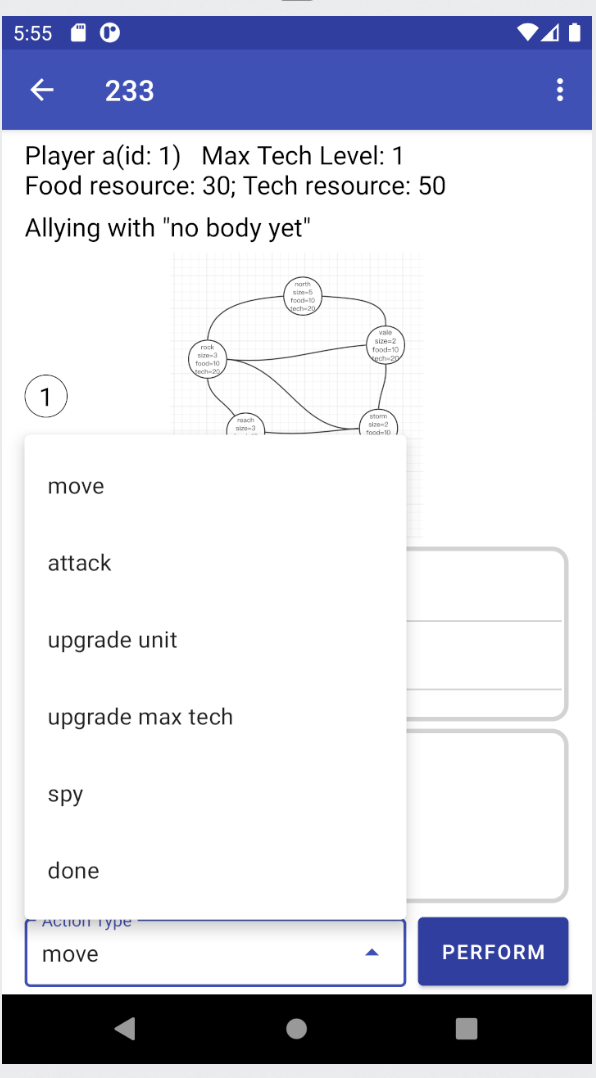 5:55
233
Player a(id: 1)   Max Tech Level: 1
Food resource: 30; Tech resource: 50
Allying with "no body yet"
north
size=5
food=10
tech=20
vale
size=2
food=10
tech=20
rock
size=3
food=10
tech=20
1
roach
size=3
storm
size=2
food=10
move
attack
upgrade unit
upgrade max tech
spy
done
Action Type
move
PERFORM